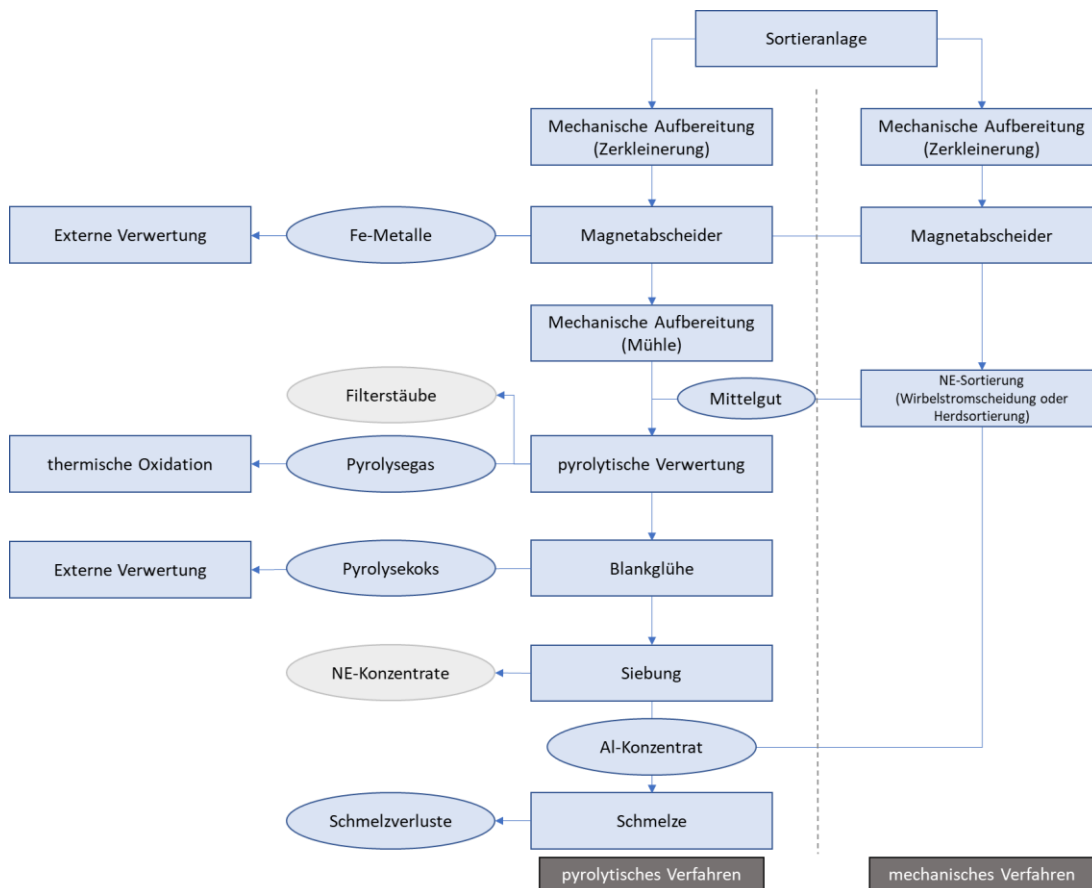 Sortieranlage
Mechanische Aufbereitung
(Zerkleinerung)
Mechanische Aufbereitung
(Zerkleinerung)
Externe Verwertung
Fe-Metalle
Magnetabscheider
Magnetabscheider
Mechanische Aufbereitung
(Mühle)
Filterstäube
Mittelgut
NE-Sortierung
(Wirbelstromscheidung oder
Herdsortierung)
thermische Oxidation
Pyrolysegas
pyrolytische Verwertung
Externe Verwertung
Pyrolysekoks
Blankglühe
NE-Konzentrate
Siebung
Al-Konzentrat
Schmelzverluste
Schmelze
pyrolytisches Verfahren
mechanisches Verfahren